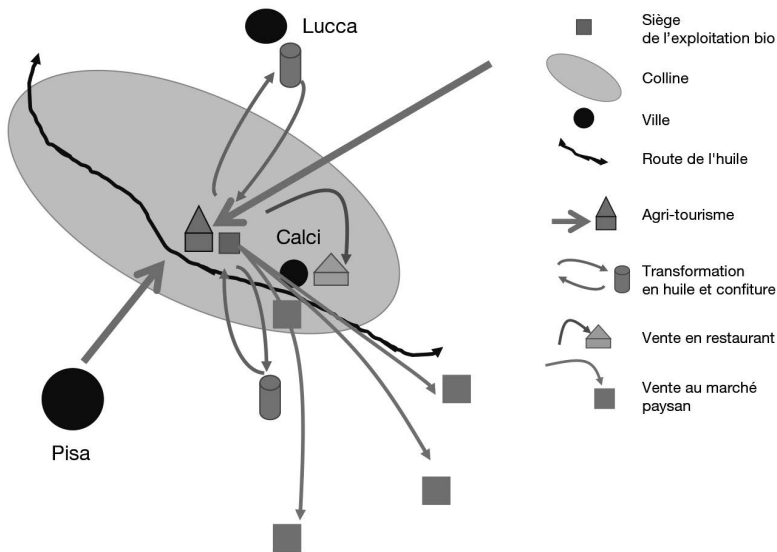 Lucca
Calci
Pisa
Siège
de l'exploitation bio
Colline
Ville
Route de l'huile
Agri-tourisme
Transformation
en huile et confiture
Vente en restaurant
Vente au marché
paysan